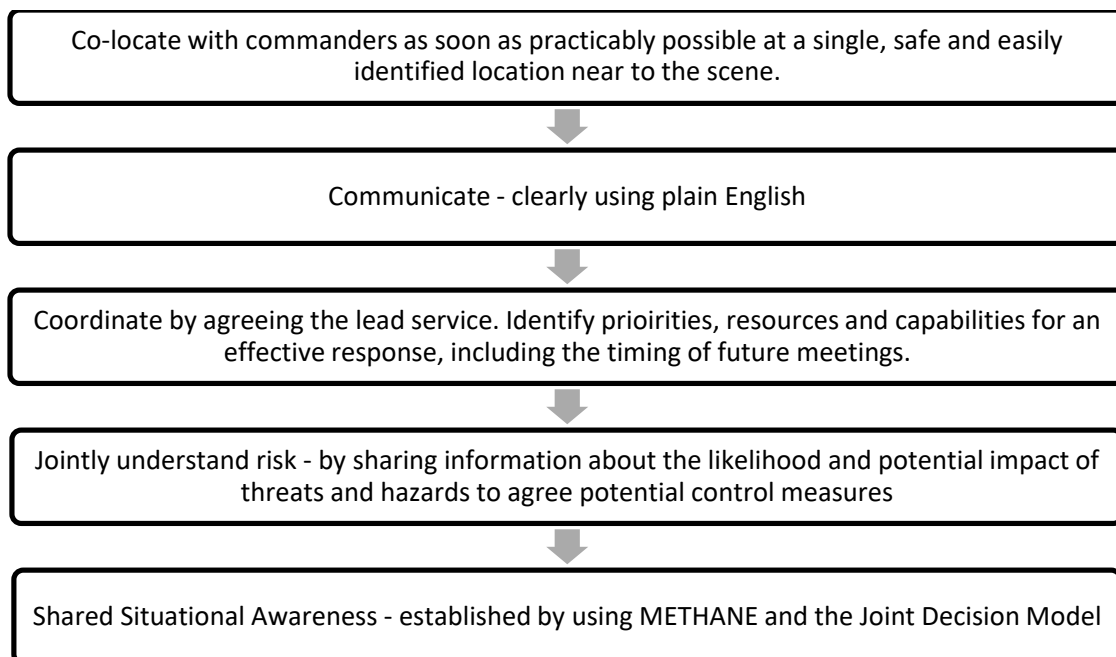 Co-locate with commanders as soon as practicably possible at a single, safe and easily
identified location near to the scene.
Communicate - clearly using plain English
Coordinate by agreeing the lead service. Identify prioirities, resources and capabilities for an
effective response, including the timing of future meetings.
Jointly understand risk - by sharing information about the likelihood and potential impact of
threats and hazards to agree potential control measures
Shared Situational Awareness - established by using METHANE and the Joint Decision Model